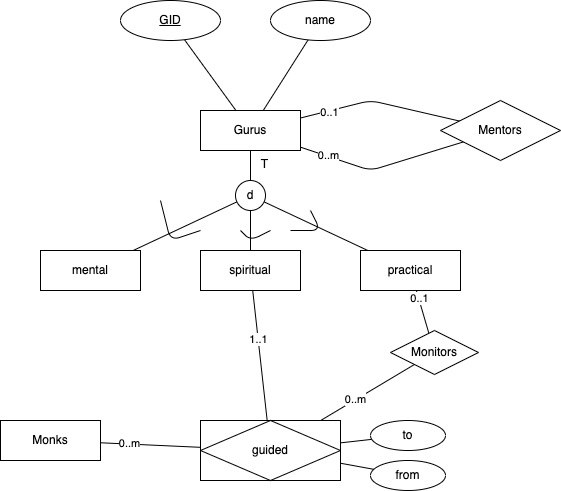 GID
name
0..1
Gurus
Mentors
0..m
T
d
mental
spiritual
practical
0..1
1..1
Monitors
0..m
to
Monks
0..m
guided
from